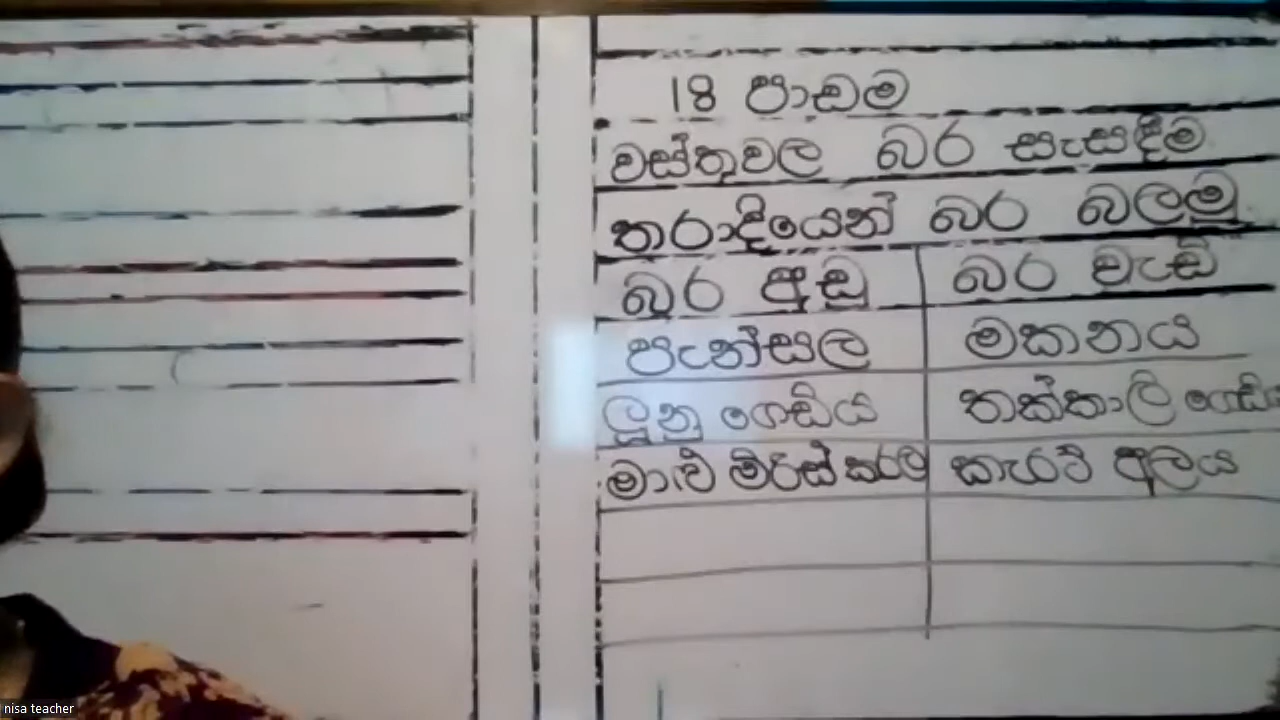 18 පාඩම
වස්තුවල බර සැසදීම
තරාදියෙන් බර බලමු
බර අඩු බර වැඩි
පැන්සල මකනය
ලූනු ගෙඩිය තක්කාලි ගෙඩිය
මාළු මිරිස් කරල කැරට් අලය
nisa teacher